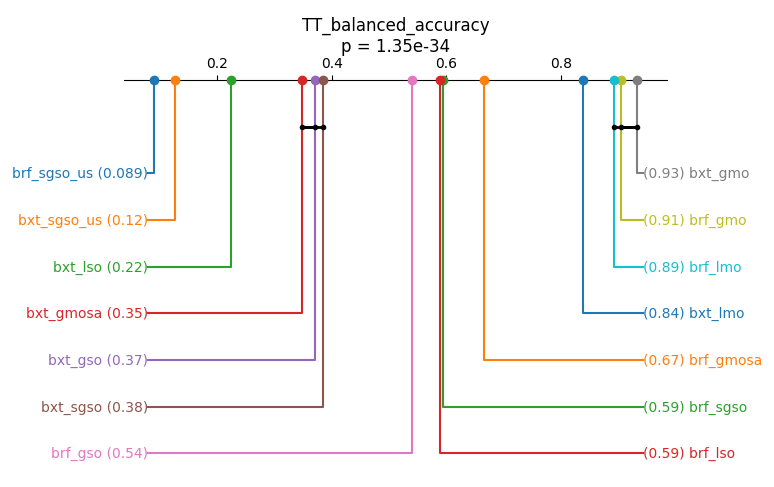 TT_balanced_accuracy
p = 1.35e-34
0.2 0.4 0.6 0.8
brf_sgso_us (0.089) (0.93) bxt_gmo
bxt_sgso_us (0.12) (0.91) brf_gmo
bxt_lso (0.22) (0.89) brf_lmo
bxt_gmosa (0.35) (0.84) bxt_lmo
bxt_gso (0.37) (0.67) brf_gmosa
bxt_sgso (0.38) (0.59) brf_sgso
brf_gso (0.54) (0.59) brf_lso